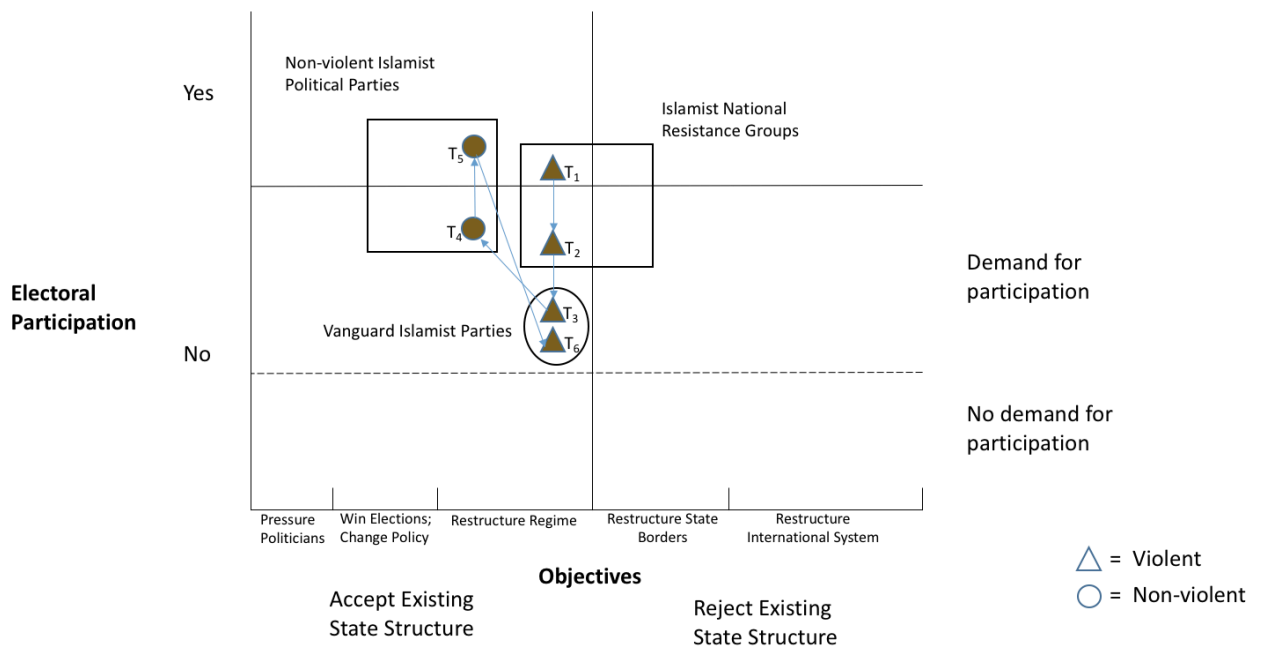 Non-violent Islamist
Political Parties
Yes
Islamist National
Resistance Groups
T5
T1
T4
T2
Demand for
participation
Electoral
Participation
T3
Vanguard Islamist Parties
T6
No
No demand for
participation
Pressure
Politicians
Win Elections;
Change Policy
Restructure Regime
Restructure State
Borders
Restructure
International System
Objectives
= Violent
= Non-violent
Accept Existing
State Structure
Reject Existing
State Structure